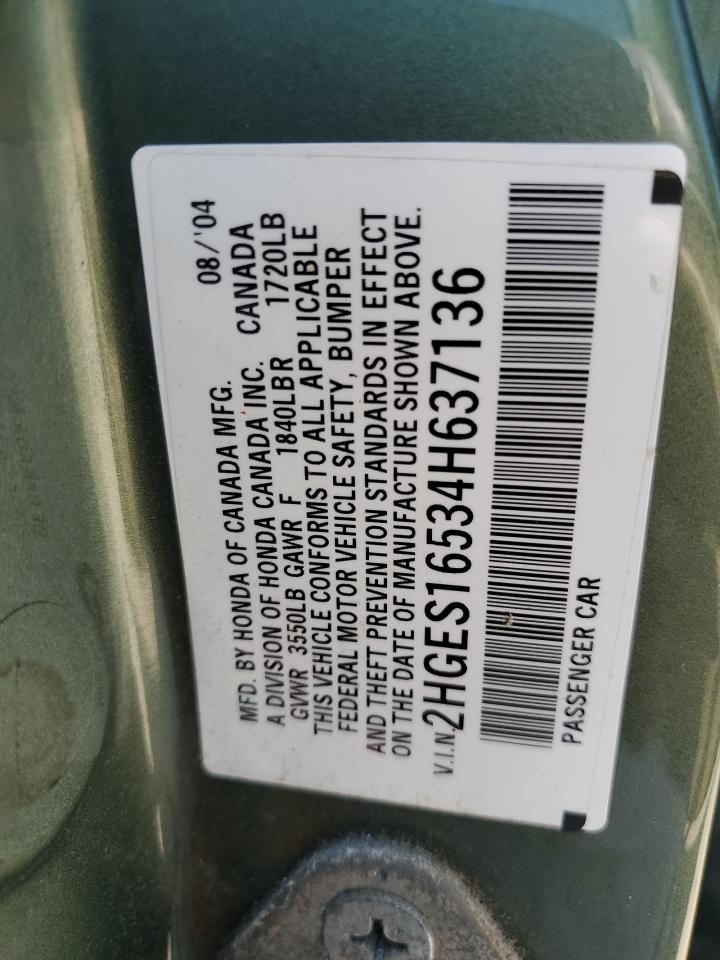 MFD. BY HONDA OF CANADA MFG. 08/'04
A DIVISION OF HONDA CANADA INC. CANADA
GVWR 3550LB GAWR F 1840LBR 1720LB
THIS VEHICLE CONFORMS TO ALL APPLICABLE
FEDERAL MOTOR VEHICLE SAFETY, BUMPER
AND THEFT PREVENTION STANDARDS IN EFFECT
ON THE DATE OF MANUFACTURE SHOWN ABOVE.
V.I.N. 2HGES16534H637136
PASSENGER CAR